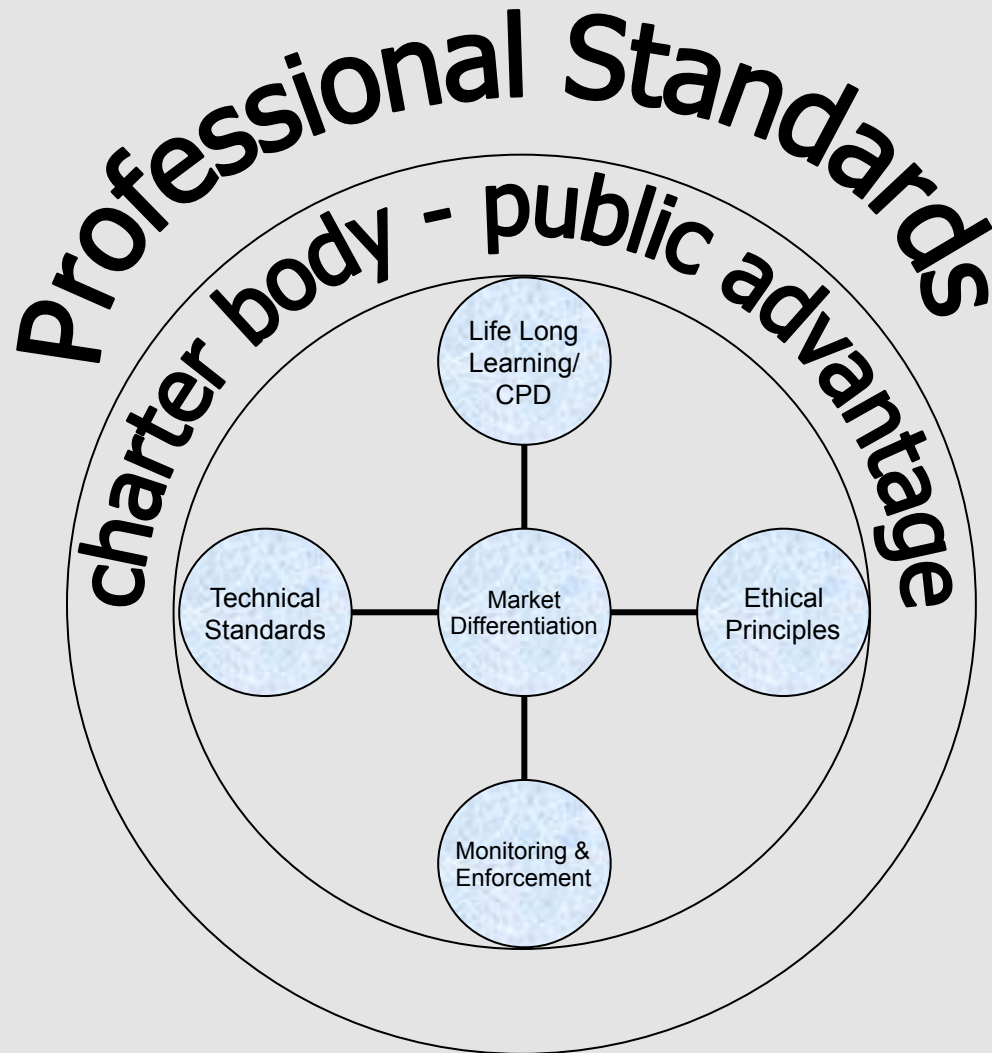 Professional Standards
charter body - public advantage
Life Long
Learning/
CPD
Technical
Standards
Market
Differentiation
Ethical
Principles
Monitoring &
Enforcement